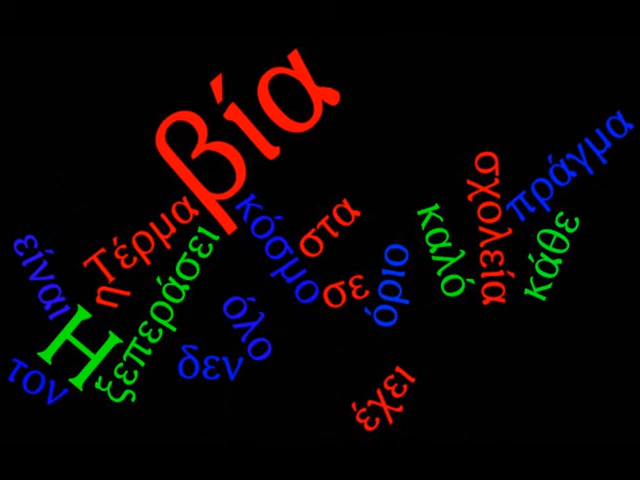 βία
κόσμο
στα
σε
όριο
καλό
σχολεία
πράγμα
κάθε
Τέρμα
η
είναι
Η
ξεπεράσει
τον
όλο
δεν
έχει